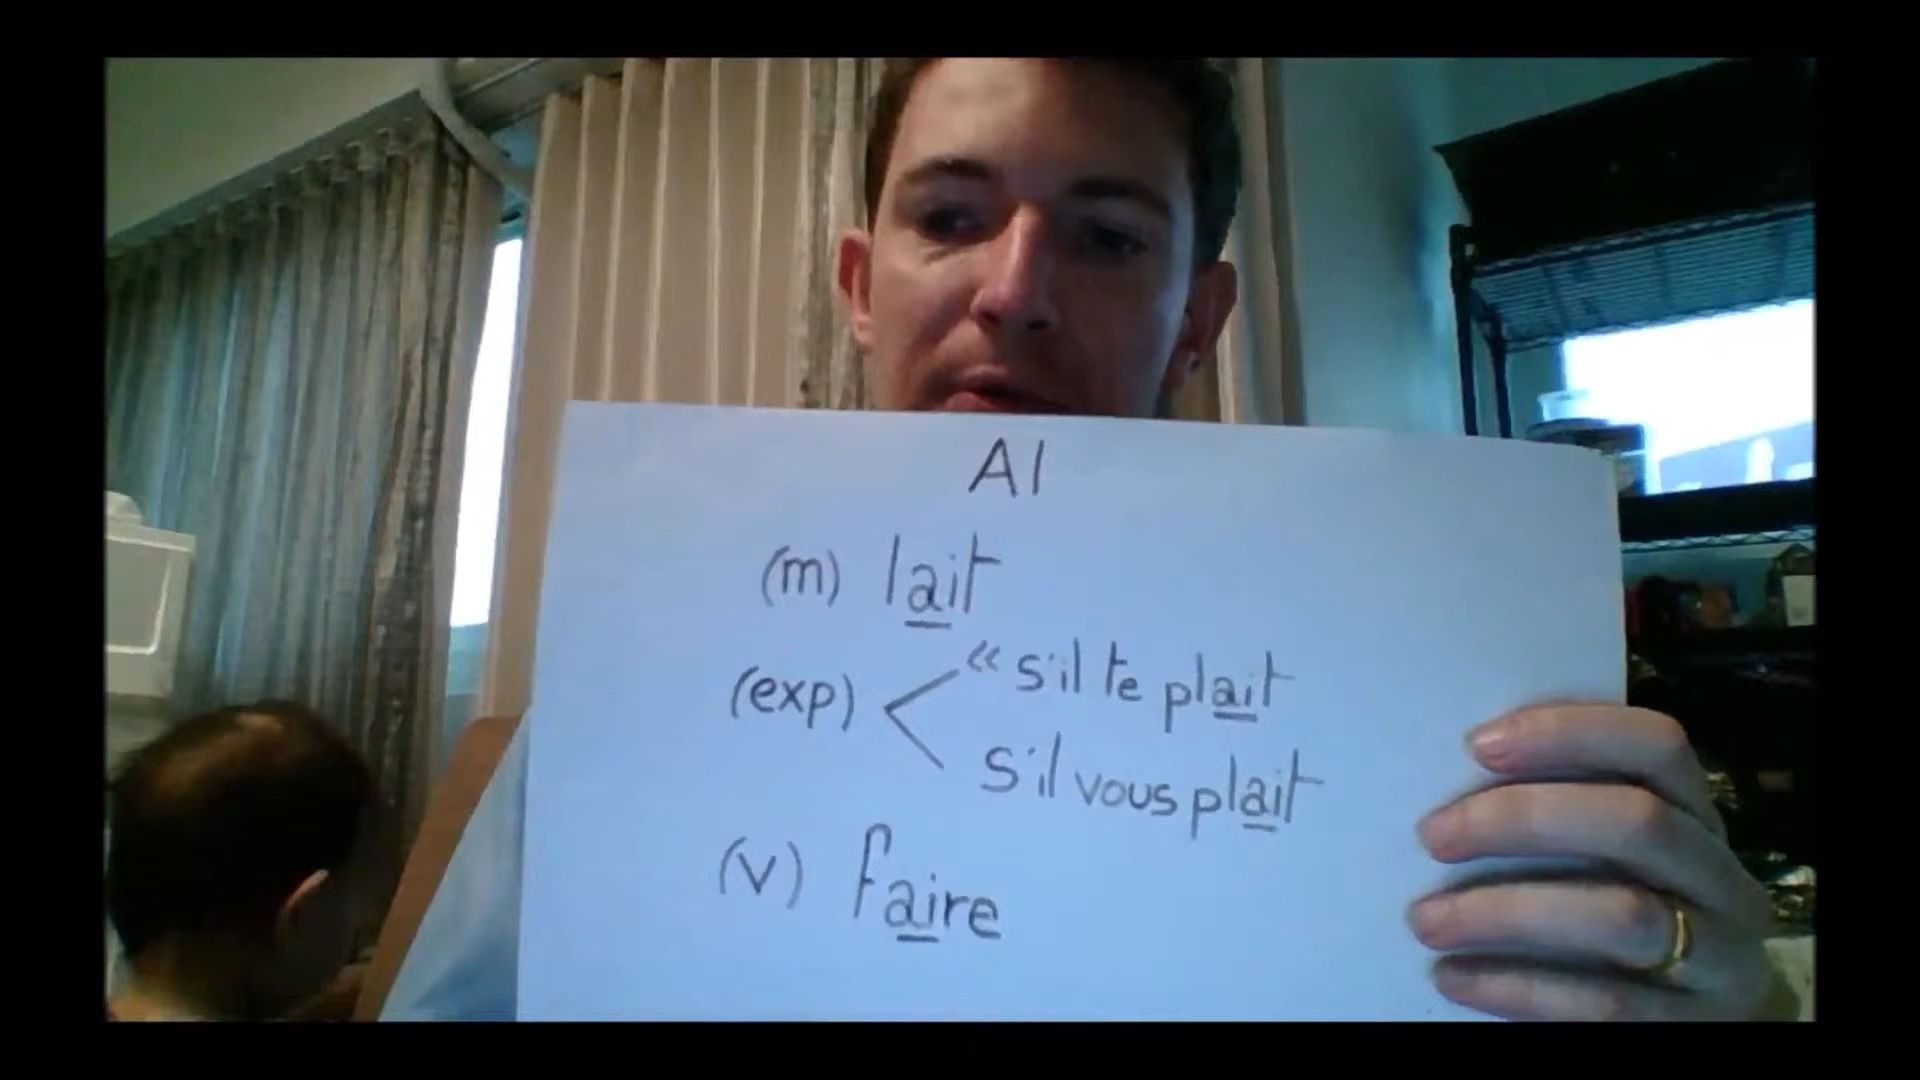 AI
(m) lait
(exp) < « s'il te plait
s'il vous plait
(v) faire